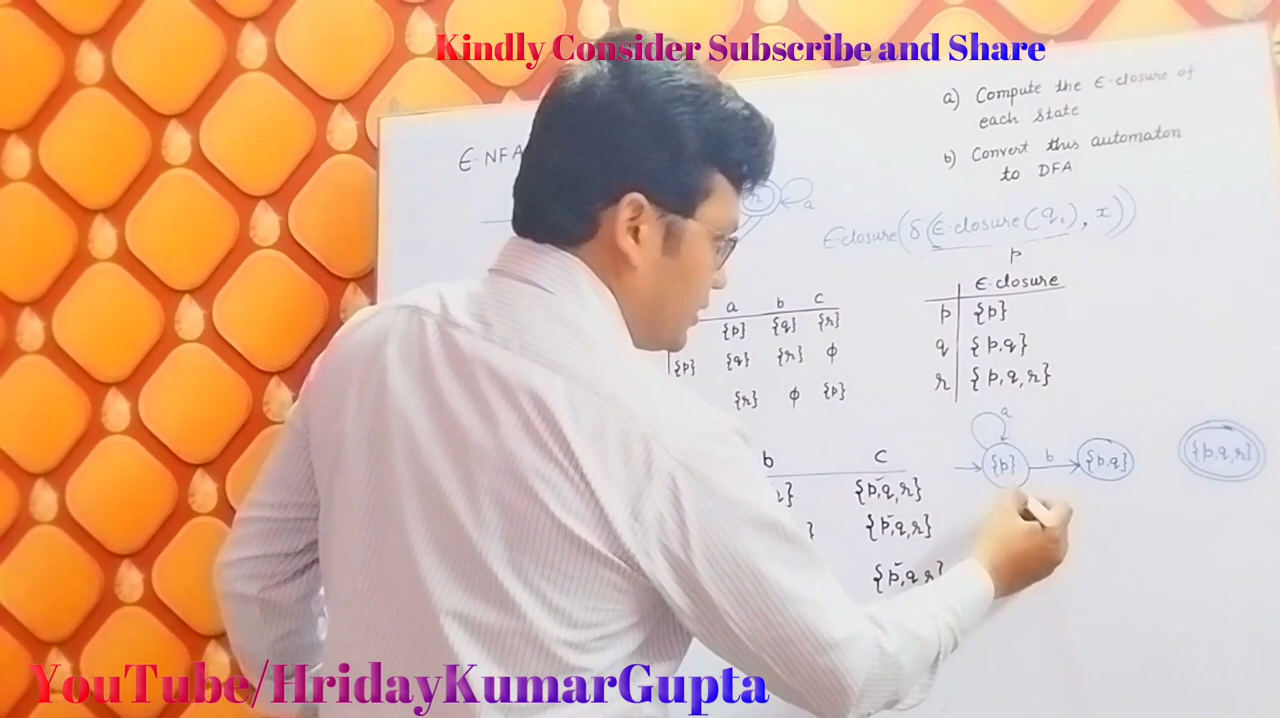 Kindly Consider Subscribe and Share
a) Compute the ϵ-closure of
each state
b) Convert this automaton
to DFA
ϵ-NFA
r
a
ϵ-closure(δ(ϵ-closure(qi), x))
p
a b c
{p} {q} {r}
{p} {q} {r} ϕ
{r} ϕ {p}
ϵ-closure
p {p}
q {p,q}
r {p,q,r}
a
{p} b {p,q} {p,q,r}
b c
{p,q,r}
{p,q,r}
{p,q r}
YouTube/HridayKumarGupta